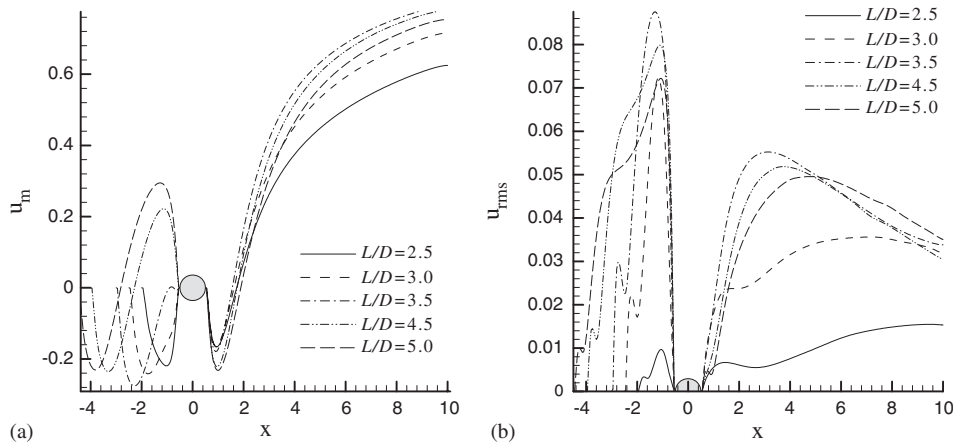 u_m
0.6
0.4
0.2
0
-0.2
-4 -2 0 2 4 6 8 10
x
L/D=2.5
L/D=3.0
L/D=3.5
L/D=4.5
L/D=5.0
(a)
u_rms
0.08
0.07
0.06
0.05
0.04
0.03
0.02
0.01
0
-4 -2 0 2 4 6 8 10
x
L/D=2.5
L/D=3.0
L/D=3.5
L/D=4.5
L/D=5.0
(b)